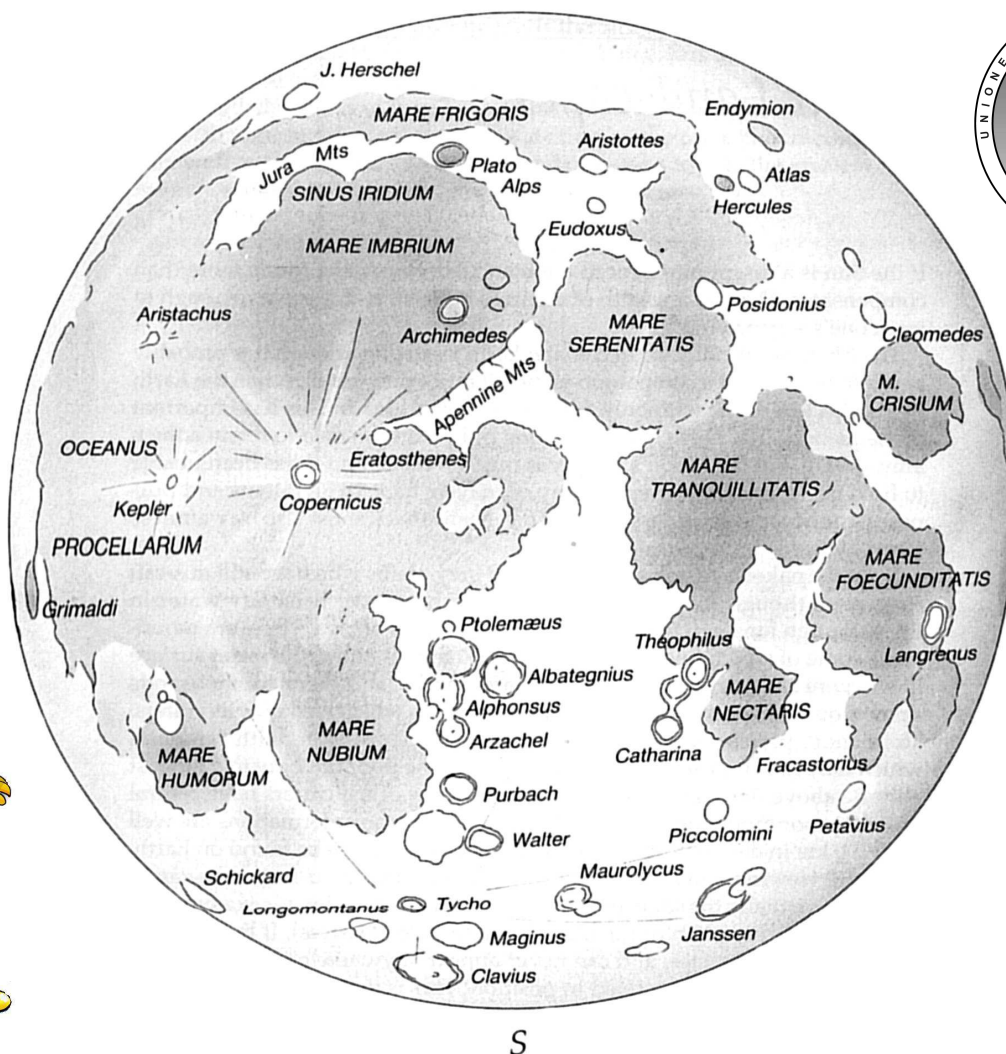 J. Herschel
MARE FRIGORIS
Endymion
Aristottes
Jura Mts
Plato
Alps
Atlas
Hercules
SINUS IRIDIUM
Eudoxus
MARE IMBRIUM
Posidonius
Aristachus
Archimedes
MARE
SERENITATIS
Cleomedes
Apennine Mts
M.
CRISIUM
OCEANUS
Eratosthenes
MARE
TRANQUILLITATIS
Kepler
Copernicus
PROCELLARUM
MARE
FOECUNDITATIS
Grimaldi
Ptolemæus
Theophilus
Langrenus
Albategnius
Alphonsus
MARE
NECTARIS
Arzachel
Catharina
Fracastorius
MARE
NUBIUM
MARE
HUMORUM
Purbach
Piccolomini
Petavius
Walter
Maurolycus
Schickard
Longomontanus
Tycho
Janssen
Maginus
Clavius
S
UNIONE